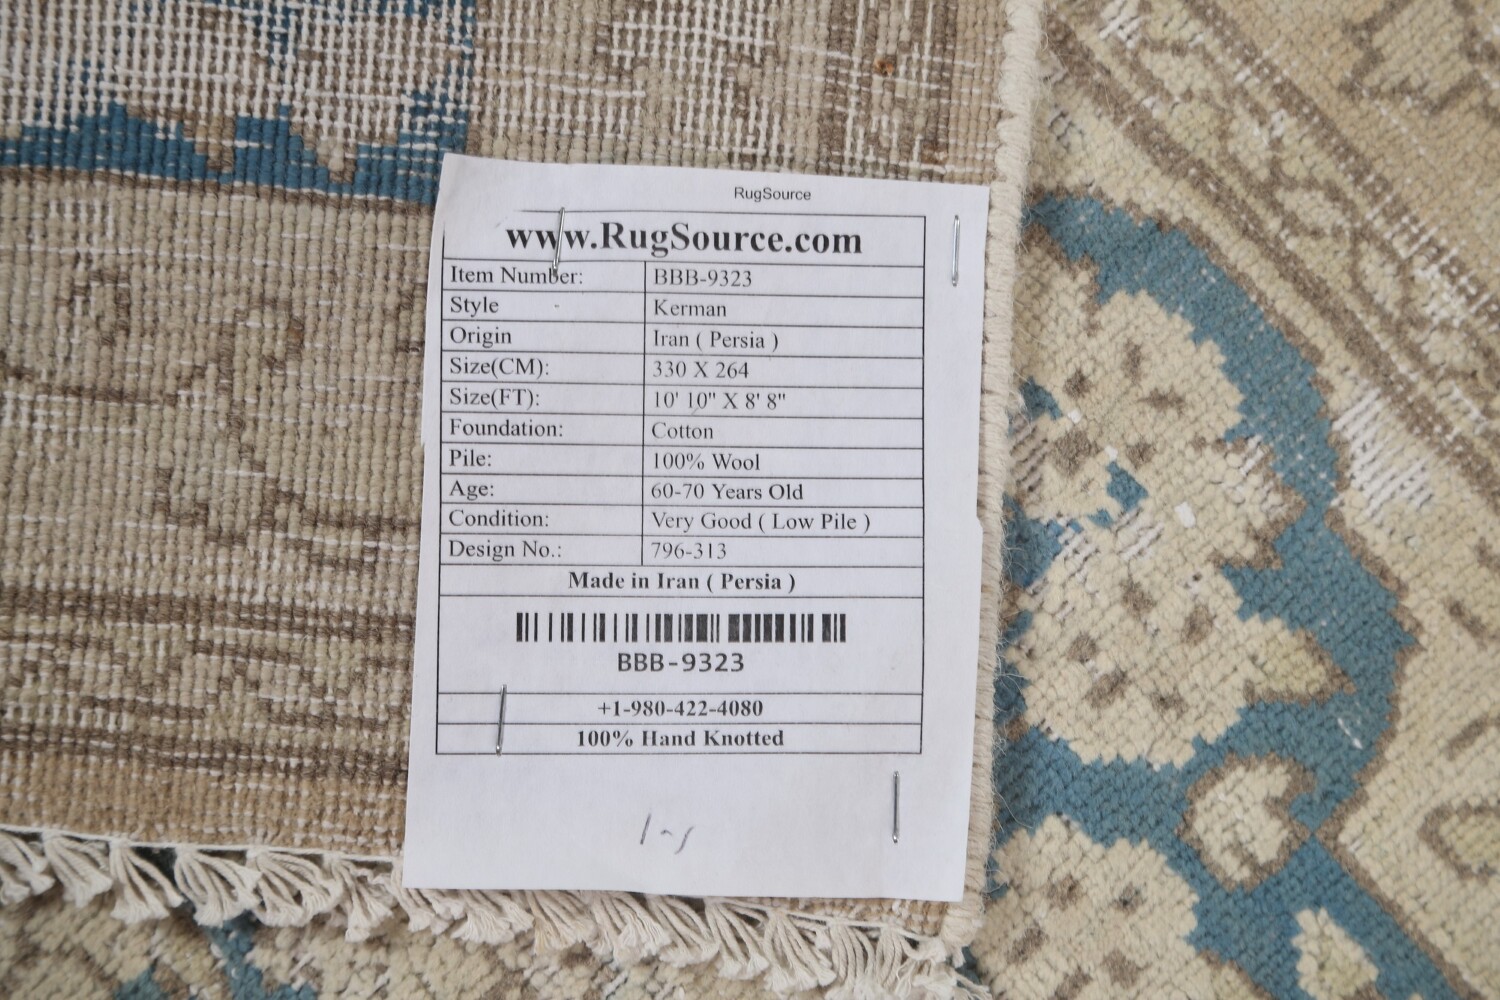 RugSource
www.RugSource.com
Item Number: BBB-9323
Style Kerman
Origin Iran ( Persia )
Size(CM): 330 X 264
Size(FT): 10' 10" X 8' 8"
Foundation: Cotton
Pile: 100% Wool
Age: 60-70 Years Old
Condition: Very Good ( Low Pile )
Design No.: 796-313
Made in Iran ( Persia )
BBB-9323
+1-980-422-4080
100% Hand Knotted